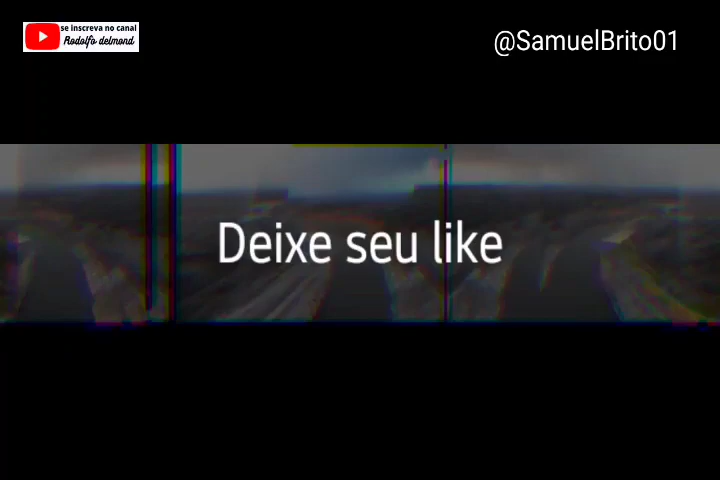 se inscreva no canal
Rodolfo delmond
@SamuelBrito01
Deixe seu like